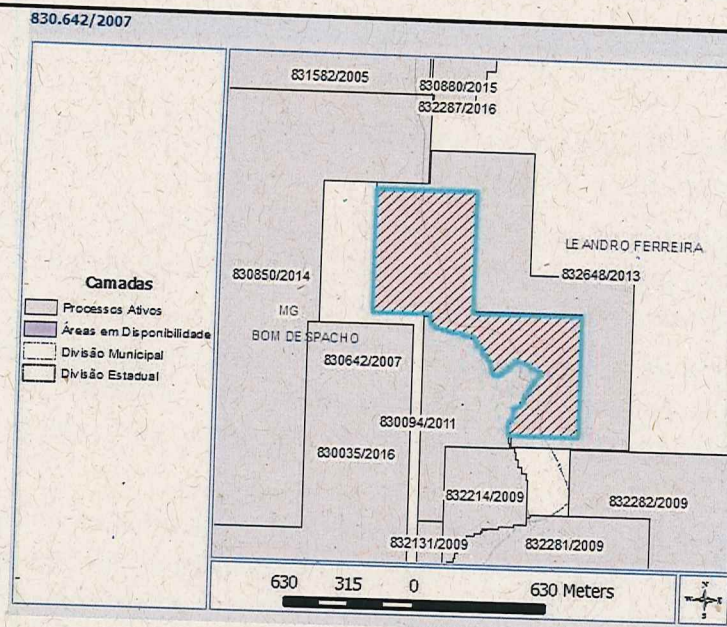 830.642/2007
831582/2005
830880/2015
832287/2016
LEANDRO FERREIRA
832648/2013
830850/2014
MG
BOM DESPACHO
830642/2007
830094/2011
830035/2016
832214/2009
832282/2009
832131/2009
832281/2009
Camadas
Processos Ativos
Áreas em Disponibilidade
Divisão Municipal
Divisão Estadual
630 315 0 630 Meters
N
W E
S